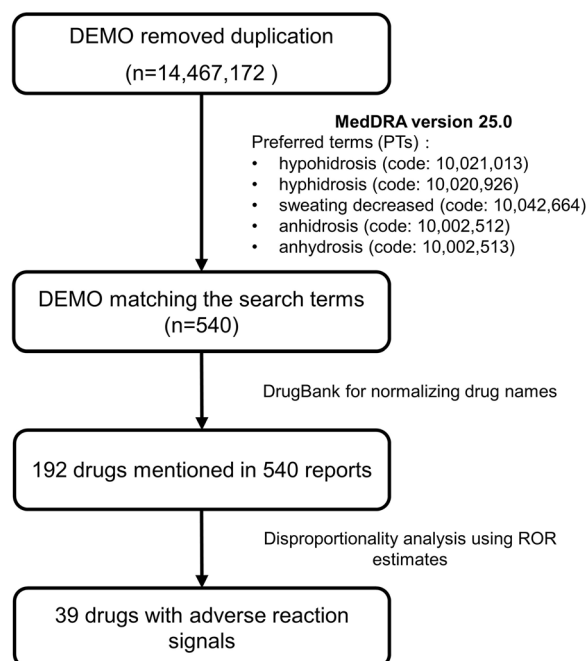 DEMO removed duplication
(n=14,467,172 )
MedDRA version 25.0
Preferred terms (PTs) :
• hypohidrosis (code: 10,021,013)
• hyphidrosis (code: 10,020,926)
• sweating decreased (code: 10,042,664)
• anhidrosis (code: 10,002,512)
• anhydrosis (code: 10,002,513)
DEMO matching the search terms
(n=540)
DrugBank for normalizing drug names
192 drugs mentioned in 540 reports
Disproportionality analysis using ROR
estimates
39 drugs with adverse reaction
signals